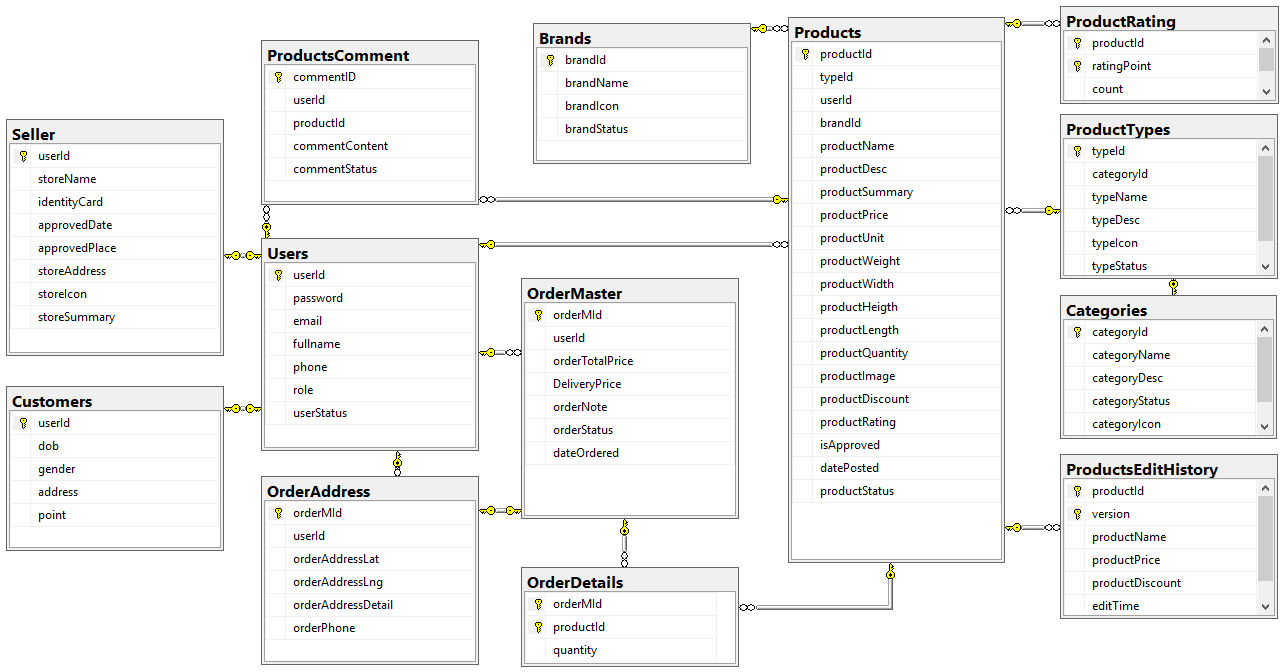 Seller
userId
storeName
identityCard
approvedDate
approvedPlace
storeAddress
storeIcon
storeSummary
Customers
userId
dob
gender
address
point
ProductsComment
commentID
userId
productId
commentContent
commentStatus
Users
userId
password
email
fullname
phone
role
userStatus
OrderAddress
orderMId
userId
orderAddressLat
orderAddressLng
orderAddressDetail
orderPhone
Brands
brandId
brandName
brandIcon
brandStatus
OrderMaster
orderMId
userId
orderTotalPrice
DeliveryPrice
orderNote
orderStatus
dateOrdered
OrderDetails
orderMId
productId
quantity
Products
productId
typeId
userId
brandId
productName
productDesc
productSummary
productPrice
productUnit
productWeight
productWidth
productHeigth
productLength
productQuantity
productImage
productDiscount
productRating
isApproved
datePosted
productStatus
ProductRating
productId
ratingPoint
count
ProductTypes
typeId
categoryId
typeName
typeDesc
typeIcon
typeStatus
Categories
categoryId
categoryName
categoryDesc
categoryStatus
categoryIcon
ProductsEditHistory
productId
version
productName
productPrice
productDiscount
editTime